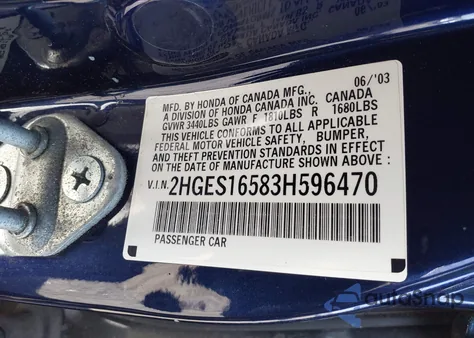 06/'03
MFD. BY HONDA OF CANADA MFG.,
A DIVISION OF HONDA CANADA INC. CANADA
GVWR 3440LBS GAWR F 1810LBS R 1680LBS
THIS VEHICLE CONFORMS TO ALL APPLICABLE
FEDERAL MOTOR VEHICLE SAFETY, BUMPER,
AND THEFT PREVENTION STANDARDS IN EFFECT
ON THE DATE OF MANUFACTURE SHOWN ABOVE:
V.I.N. 2HGES16583H596470
PASSENGER CAR
autoSnap